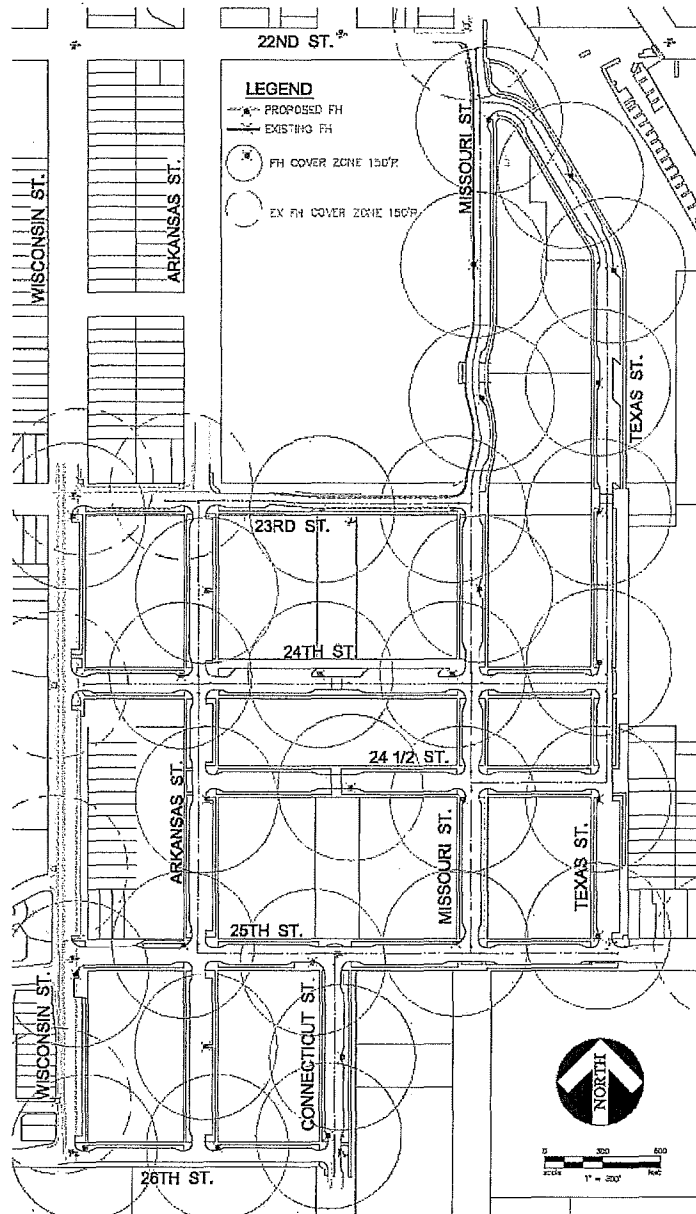 22ND ST.
LEGEND
PROPOSED FH
EXISTING FH
FH COVER ZONE 150'R
EX FH COVER ZONE 150'R
WISCONSIN ST.
ARKANSAS ST.
MISSOURI ST.
TEXAS ST.
23RD ST.
24TH ST.
24 1/2 ST.
ARKANSAS ST.
MISSOURI ST.
TEXAS ST.
25TH ST.
WISCONSIN ST.
CONNECTICUT ST.
26TH ST.
NORTH
0 300 600
scale feet
1" = 300'